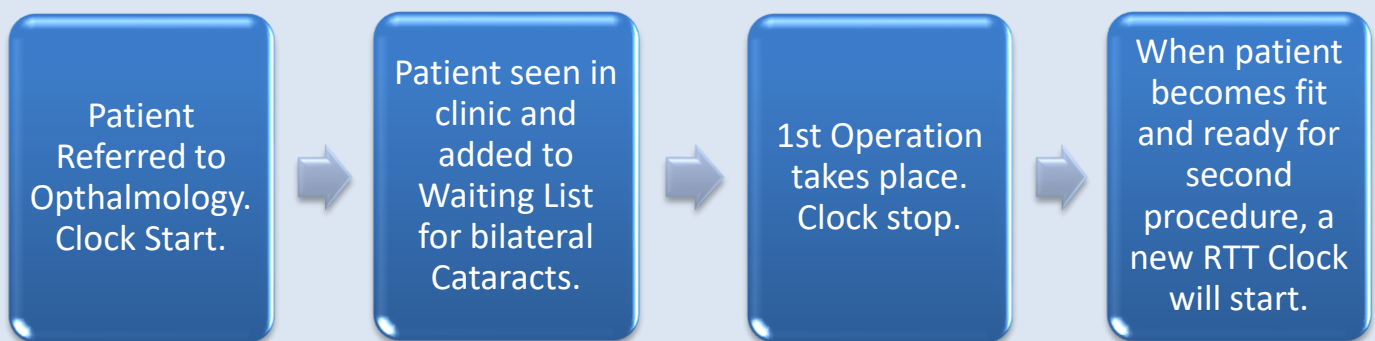 Patient
Referred to
Opthalmology.
Clock Start.
Patient seen in
clinic and
added to
Waiting List
for bilateral
Cataracts.
1st Operation
takes place.
Clock stop.
When patient
becomes fit
and ready for
second
procedure, a
new RTT Clock
will start.